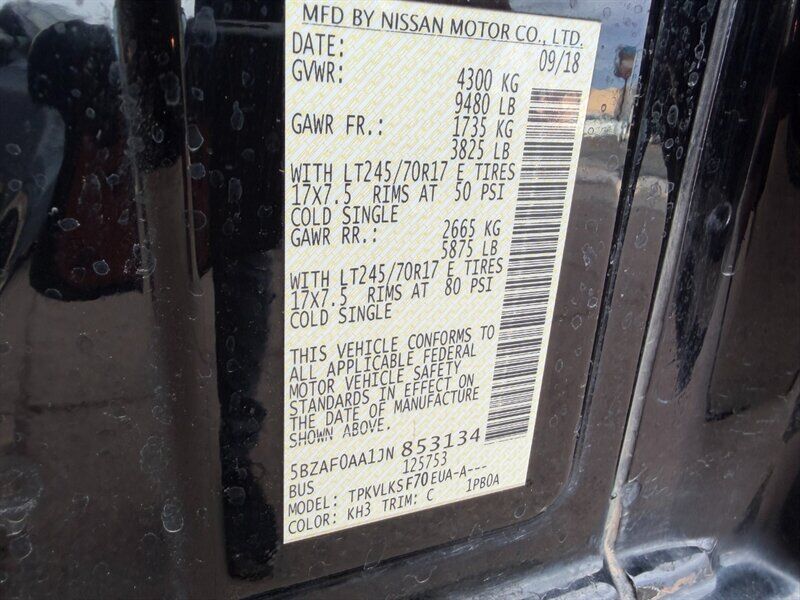 MFD BY NISSAN MOTOR CO., LTD.
DATE: 09/18
GVWR: 4300 KG
9480 LB
GAWR FR.: 1735 KG
3825 LB
WITH LT245/70R17 E TIRES
17X7.5 RIMS AT 50 PSI
COLD SINGLE
GAWR RR.: 2665 KG
5875 LB
WITH LT245/70R17 E TIRES
17X7.5 RIMS AT 80 PSI
COLD SINGLE
THIS VEHICLE CONFORMS TO
ALL APPLICABLE FEDERAL
MOTOR VEHICLE SAFETY
STANDARDS IN EFFECT ON
THE DATE OF MANUFACTURE
SHOWN ABOVE.
5BZAF0AA1JN 853134
BUS 125753
MODEL: TPKVLKSF70EUA-A---
COLOR: KH3 TRIM: C 1PB0A